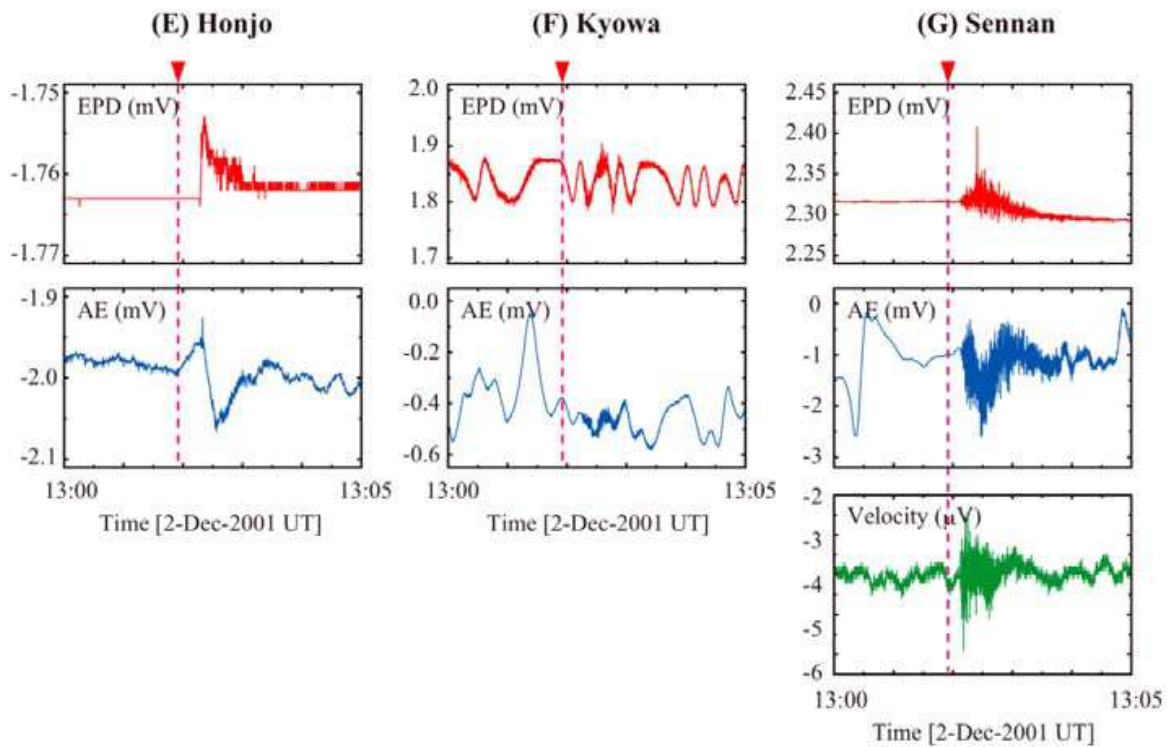 (E) Honjo
(F) Kyowa
(G) Sennan
-1.75
EPD (mV)
-1.76
-1.77
2.0
EPD (mV)
1.9
1.8
1.7
2.45
EPD (mV)
2.40
2.35
2.30
2.25
-1.9
AE (mV)
-2.0
-2.1
13:00
13:05
Time [2-Dec-2001 UT]
0.0
AE (mV)
-0.2
-0.4
-0.6
13:00
13:05
Time [2-Dec-2001 UT]
0
AE (mV)
-1
-2
-3
-2
Velocity (μV)
-3
-4
-5
-6
13:00
13:05
Time [2-Dec-2001 UT]